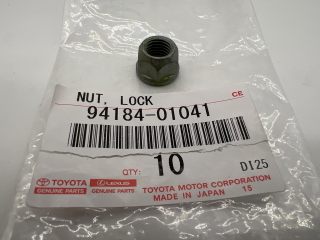 NUT, LOCK
CE
94184-01041
QTY:
10
D125
TOYOTA
GENUINE PARTS
LEXUS
GENUINE PARTS
TOYOTA MOTOR CORPORATION
MADE IN JAPAN 15